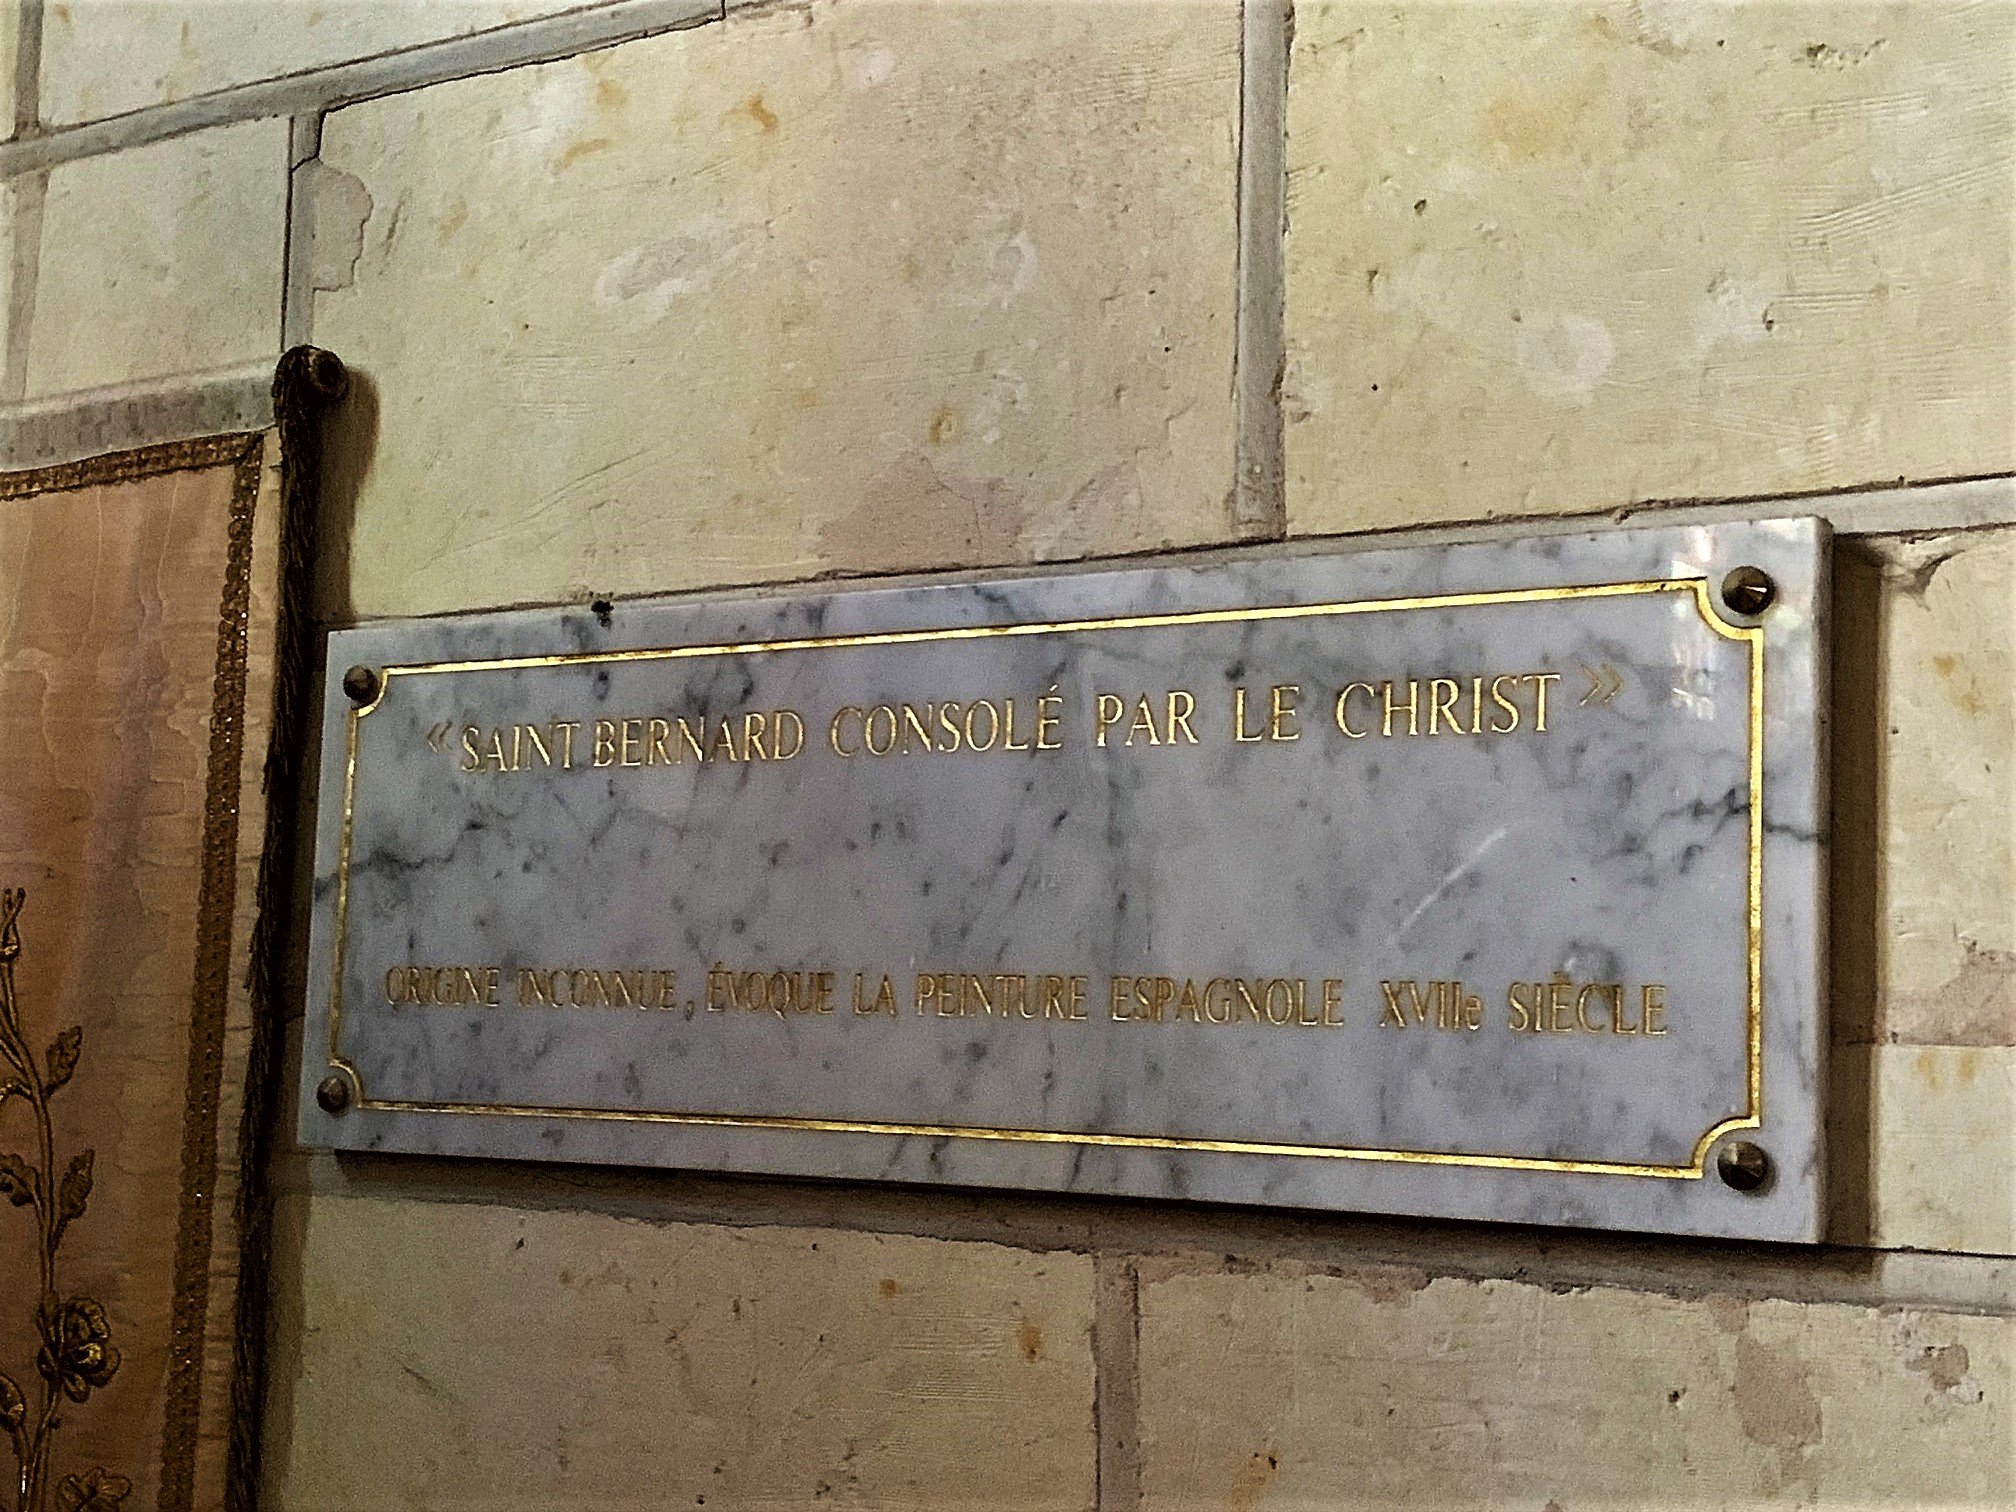 « SAINT BERNARD CONSOLÉ PAR LE CHRIST »
ORIGINE INCONNUE, ÉVOQUE LA PEINTURE ESPAGNOLE XVIIe SIÈCLE